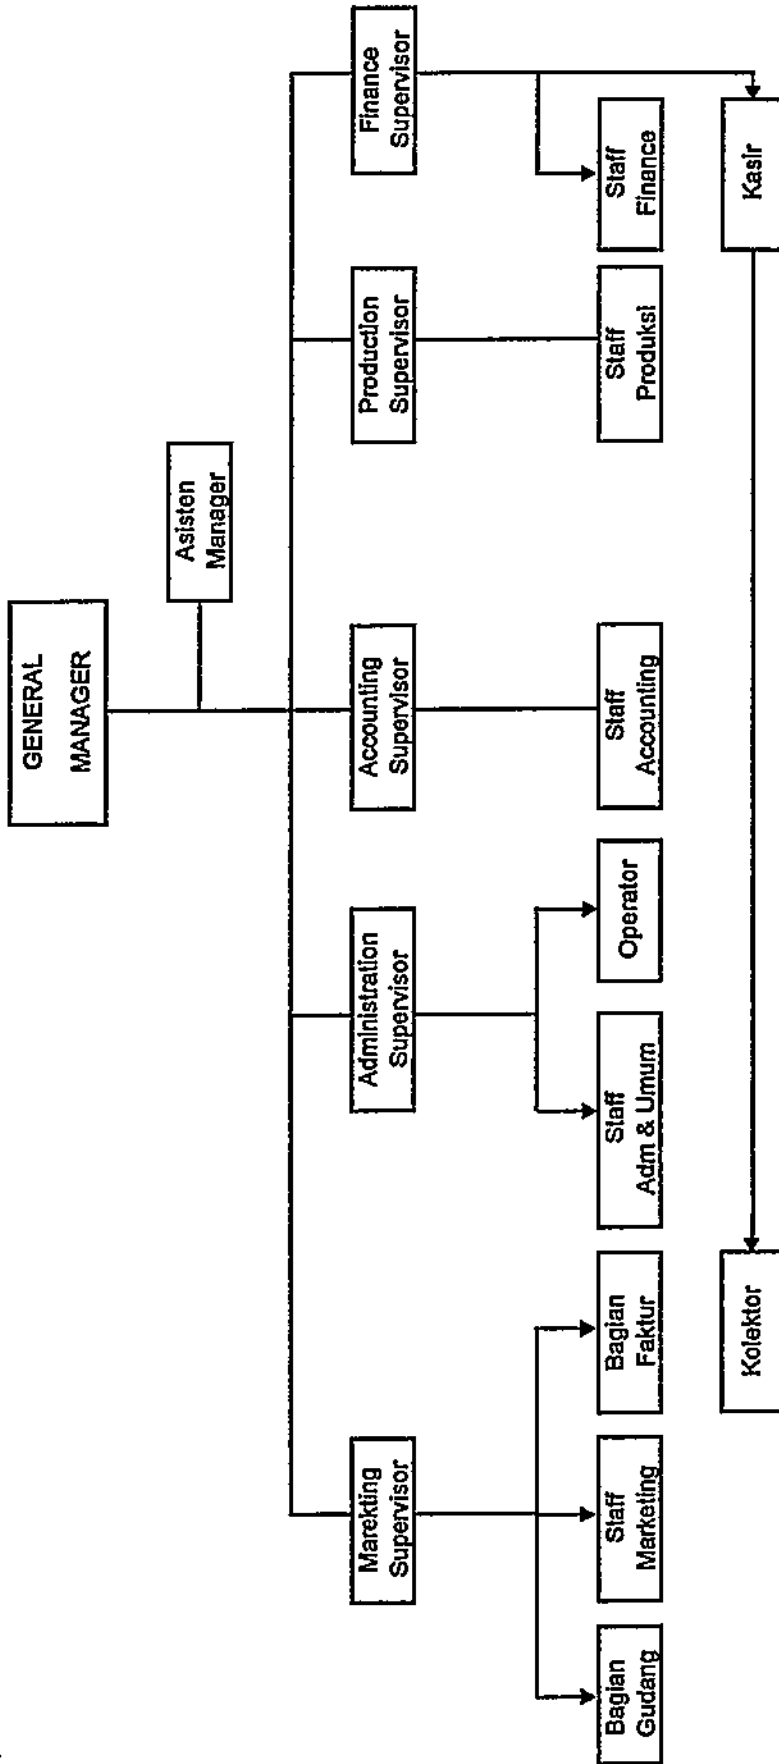 GENERAL
MANAGER
Asisten
Manager
Marekting
Supervisor
Administration
Supervisor
Accounting
Supervisor
Production
Supervisor
Finance
Supervisor
Bagian
Gudang
Staff
Marketing
Bagian
Faktur
Staff
Adm & Umum
Operator
Staff
Accounting
Staff
Produksi
Staff
Finance
Kolektor
Kasir